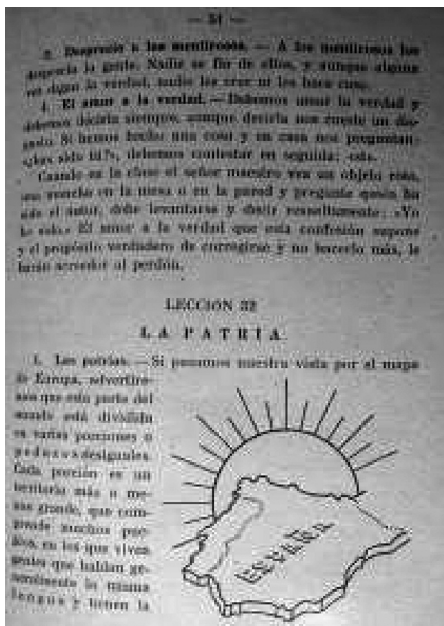 — 51 —
3. Desprecio a los mentirosos. — A los mentirosos los
desprecia la gente. Nadie se fía de ellos, y aunque alguna
vez digan la verdad, nadie los cree ni les hace caso.
4. El amor a la verdad. — Debemos amar la verdad y
debemos decirla siempre, aunque decirla nos cueste un dis-
gusto. Si hemos hecho una cosa y en casa nos preguntan:
«¿has sido tú?», debemos contestar en seguida: «sí».
Cuando en la clase el señor maestro vea un objeto roto,
una mancha en la mesa o en la pared y pregunte quién ha
sido el autor, debe levantarse y decir resueltamente: «Yo
he sido.» El amor a la verdad que esta confesión supone
y el propósito verdadero de corregirse y no hacerlo más, le
harán acreedor al perdón.
LECCION 32
LA PATRIA
1. Las patrias. — Si pasamos nuestra vista por el mapa
de Europa, advertire-
mos que esta parte del
mundo está dividida
en varias porciones o
pedazos desiguales.
Cada porción es un
territorio más o me-
nos grande, que com-
prende muchos pue-
blos, en los que viven
gentes que hablan ge-
neralmente la misma
lengua y tienen la
ESPAÑA